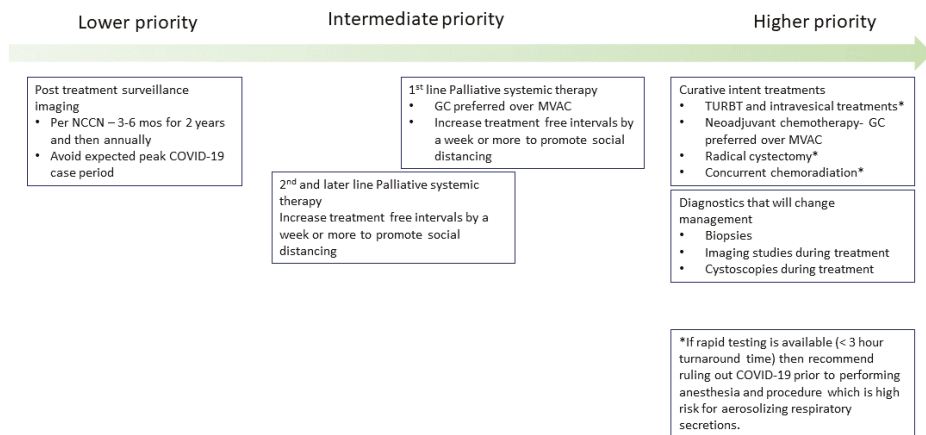 Lower priority
Intermediate priority
Higher priority
Post treatment surveillance
imaging
• Per NCCN – 3-6 mos for 2 years
and then annually
• Avoid expected peak COVID-19
case period
1st line Palliative systemic therapy
• GC preferred over MVAC
• Increase treatment free intervals by
a week or more to promote social
distancing
2nd and later line Palliative systemic
therapy
Increase treatment free intervals by a
week or more to promote social
distancing
Curative intent treatments
• TURBT and intravesical treatments*
• Neoadjuvant chemotherapy- GC
preferred over MVAC
• Radical cystectomy*
• Concurrent chemoradiation*
Diagnostics that will change
management
• Biopsies
• Imaging studies during treatment
• Cystoscopies during treatment
*If rapid testing is available (< 3 hour
turnaround time) then recommend
ruling out COVID-19 prior to performing
anesthesia and procedure which is high
risk for aerosolizing respiratory
secretions.